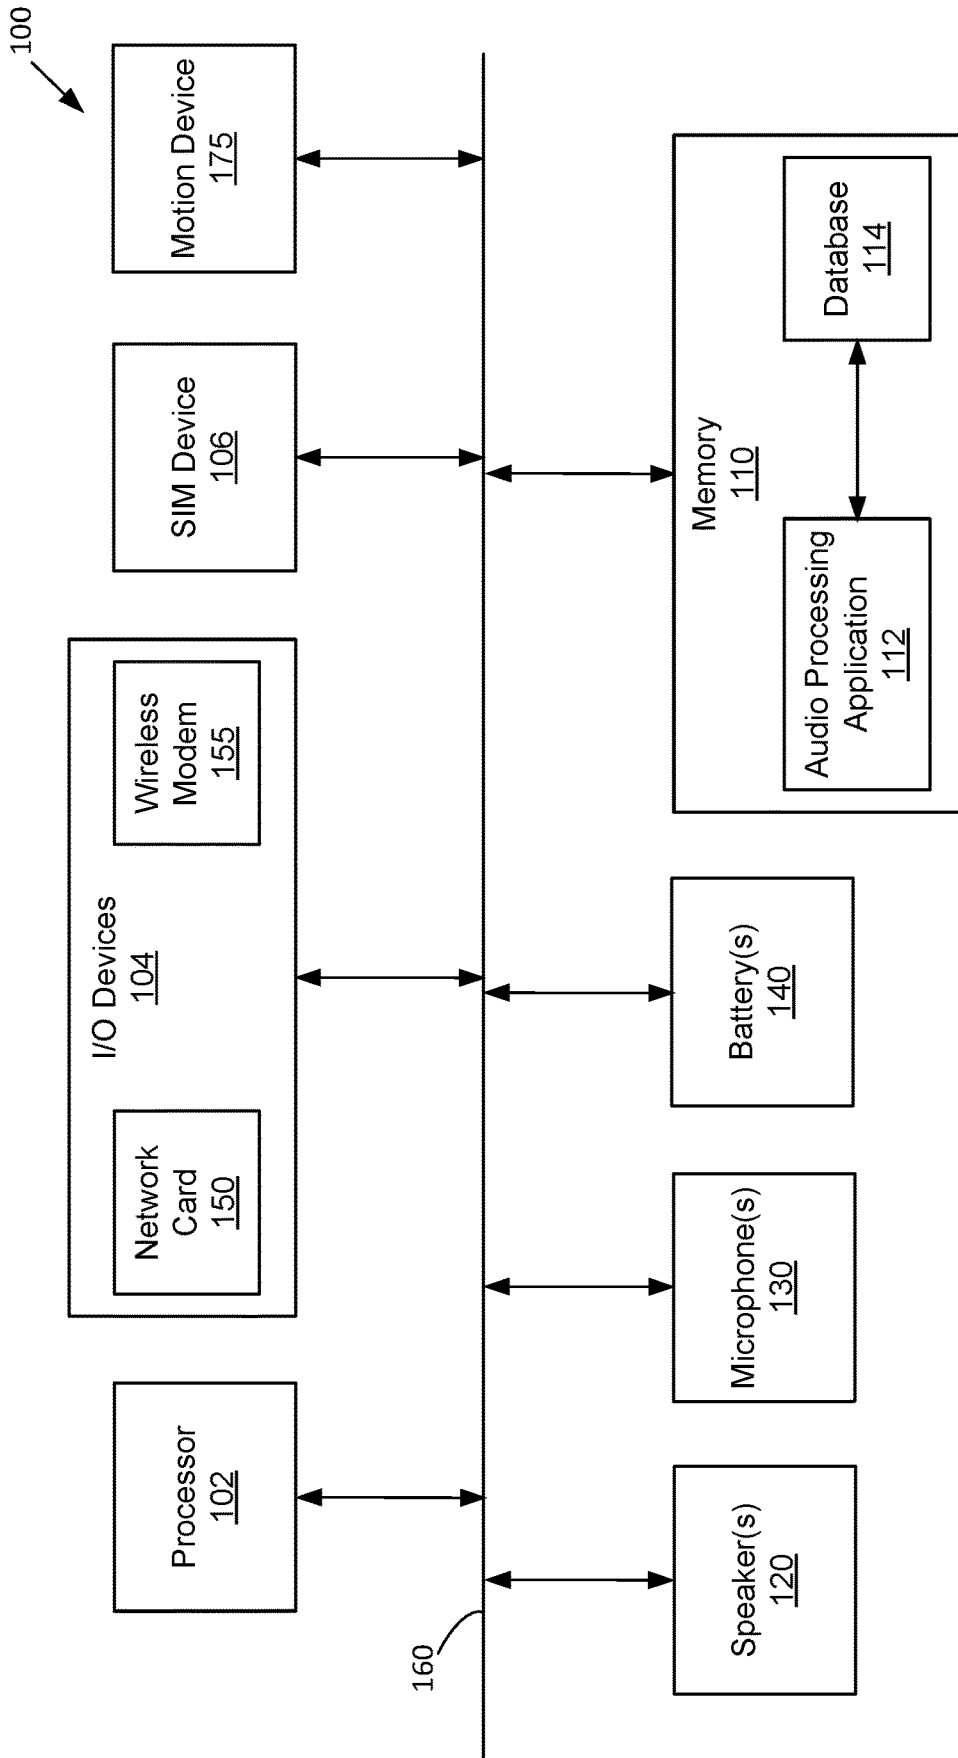 100
Processor
102
I/O Devices
104
Network
Card
150
Wireless
Modem
155
SIM Device
106
Motion Device
175
160
Speaker(s)
120
Microphone(s)
130
Battery(s)
140
Memory
110
Audio Processing
Application
112
Database
114